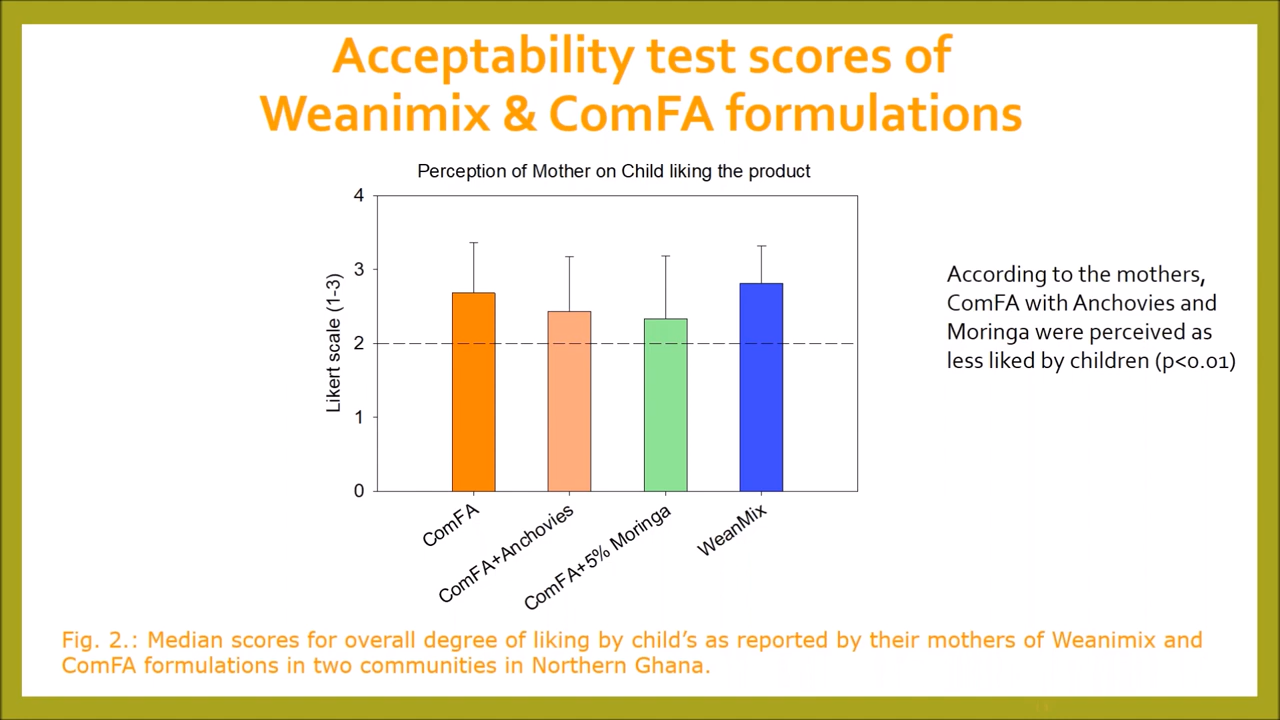 Acceptability test scores of
Weanimix & ComFA formulations
Perception of Mother on Child liking the product
4
3
2
1
0
Likert scale (1-3)
ComFA
ComFA+Anchovies
ComFA+5% Moringa
WeanMix
According to the mothers,
ComFA with Anchovies and
Moringa were perceived as
less liked by children (p<0.01)
Fig. 2.: Median scores for overall degree of liking by child’s as reported by their mothers of Weanimix and
ComFA formulations in two communities in Northern Ghana.